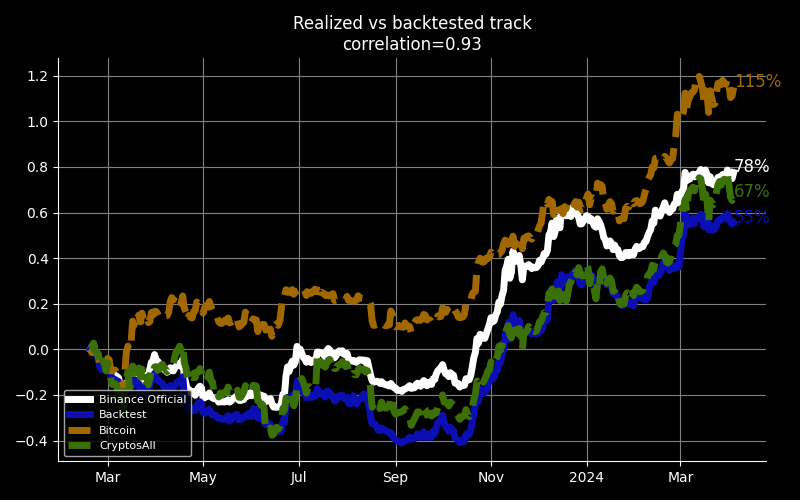 Realized vs backtested track
correlation=0.93
1.2
1.0
0.8
0.6
0.4
0.2
0.0
−0.2
−0.4
115%
78%
67%
55%
Binance Official
Backtest
Bitcoin
CryptosAll
Mar May Jul Sep Nov 2024 Mar